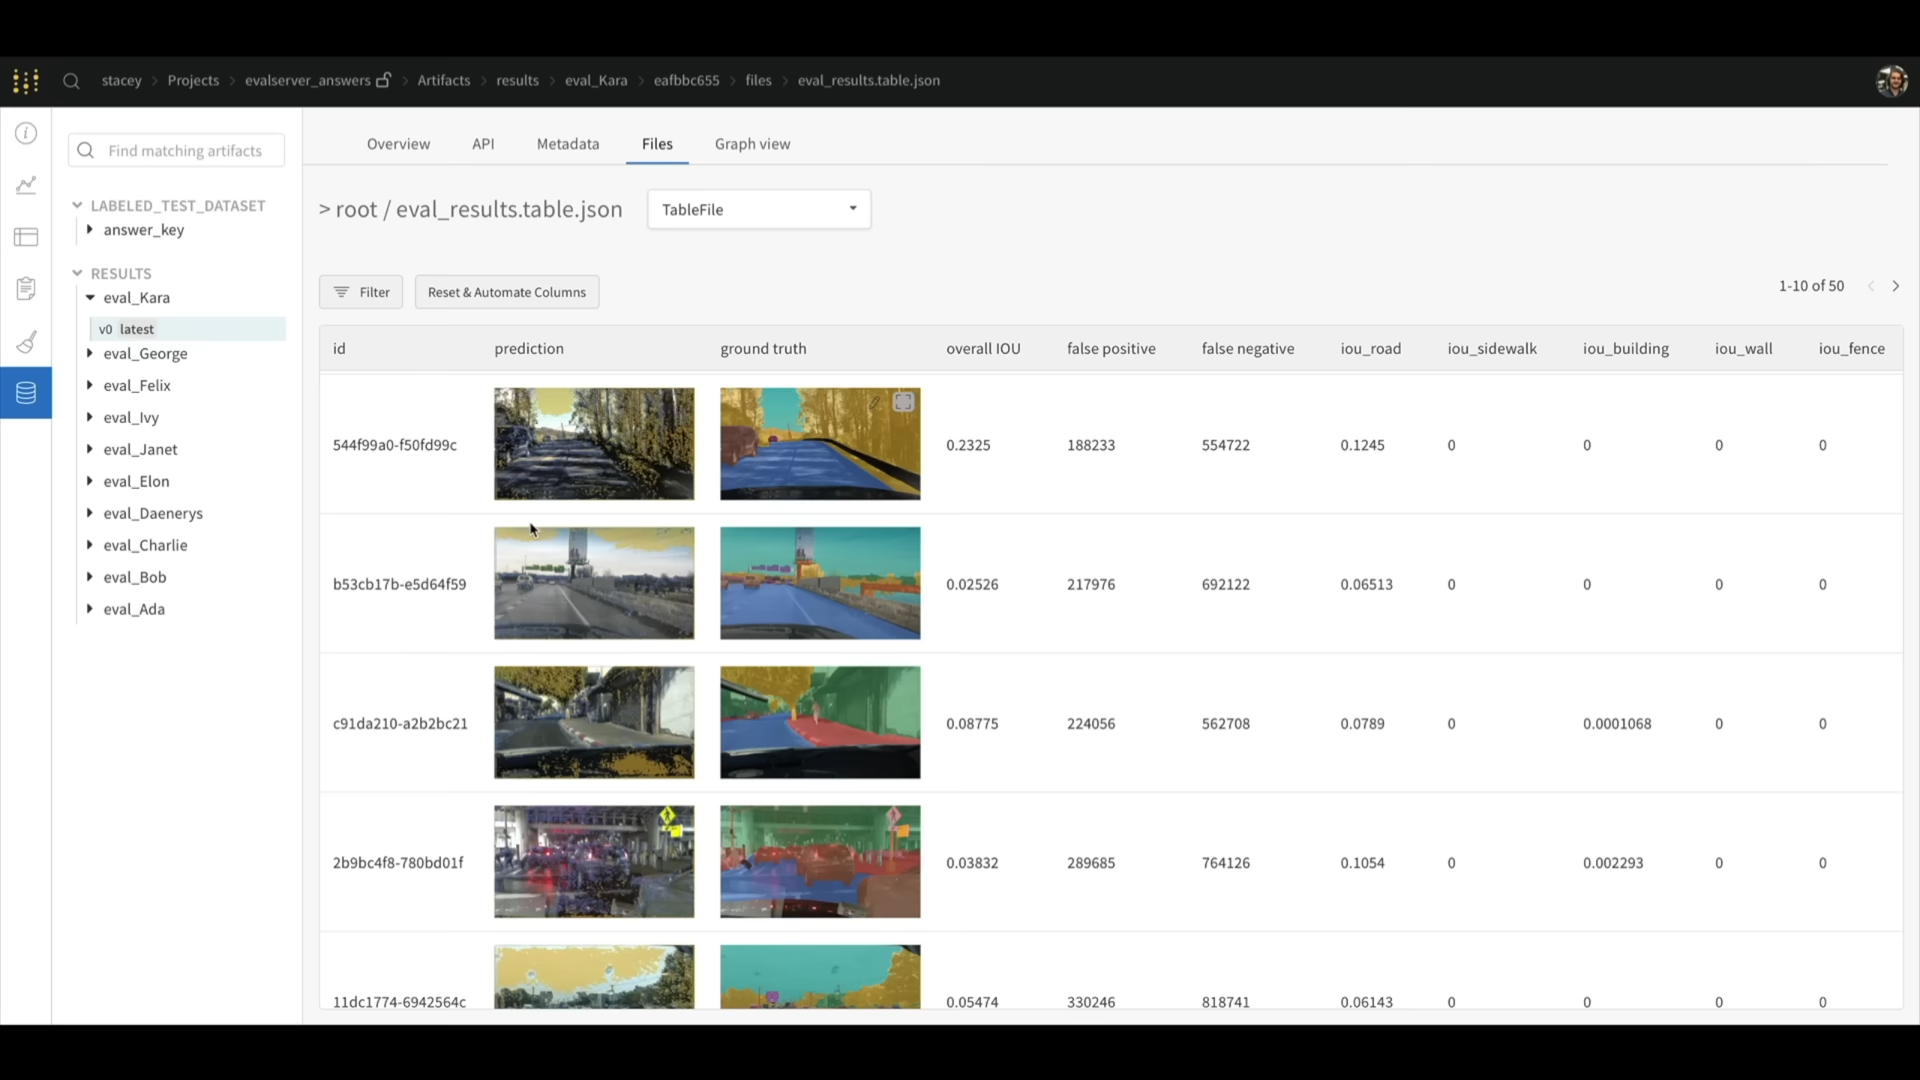 stacey > Projects > evalserver_answers > Artifacts > results > eval_Kara > eafbbc655 > files > eval_results.table.json
Find matching artifacts
LABELED_TEST_DATASET
answer_key
RESULTS
eval_Kara
v0 latest
eval_George
eval_Felix
eval_Ivy
eval_Janet
eval_Elon
eval_Daenerys
eval_Charlie
eval_Bob
eval_Ada
Overview API Metadata Files Graph view
> root / eval_results.table.json TableFile
Filter Reset & Automate Columns 1-10 of 50
id prediction ground truth overall IOU false positive false negative iou_road iou_sidewalk iou_building iou_wall iou_fence
544f99a0-f50fd99c 0.2325 188233 554722 0.1245 0 0 0 0
b53cb17b-e5d64f59 0.02526 217976 692122 0.06513 0 0 0 0
c91da210-a2b2bc21 0.08775 224056 562708 0.0789 0 0.0001068 0 0
2b9bc4f8-780bd01f 0.03832 289685 764126 0.1054 0 0.002293 0 0
11dc1774-6942564c 0.05474 330246 818741 0.06143 0 0 0 0